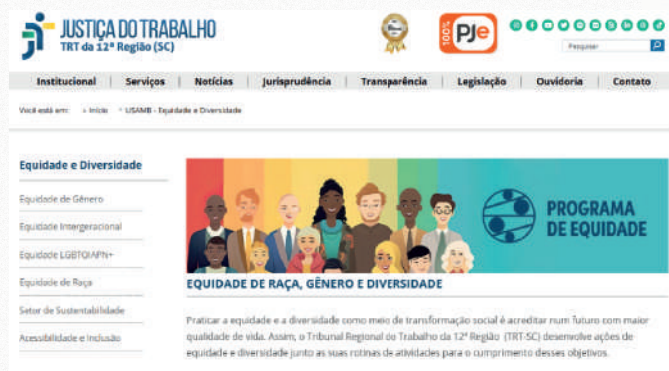 JUSTIÇA DO TRABALHO
TRT da 12ª Região (SC)
100% PJe
Pesquisar
Institucional | Serviços | Notícias | Jurisprudência | Transparência | Legislação | Ouvidoria | Contato
Você está em: Início USAMB - Equidade e Diversidade
Equidade e Diversidade
Equidade de Gênero
Equidade Intergeracional
Equidade LGBTQIAPN+
Equidade de Raça
Setor de Sustentabilidade
Acessibilidade e Inclusão
PROGRAMA
DE EQUIDADE
EQUIDADE DE RAÇA, GÊNERO E DIVERSIDADE
Praticar a equidade e a diversidade como meio de transformação social é acreditar num futuro com maior
qualidade de vida. Assim, o Tribunal Regional do Trabalho da 12ª Região (TRT-SC) desenvolve ações de
equidade e diversidade junto as suas rotinas de atividades para o cumprimento desses objetivos.